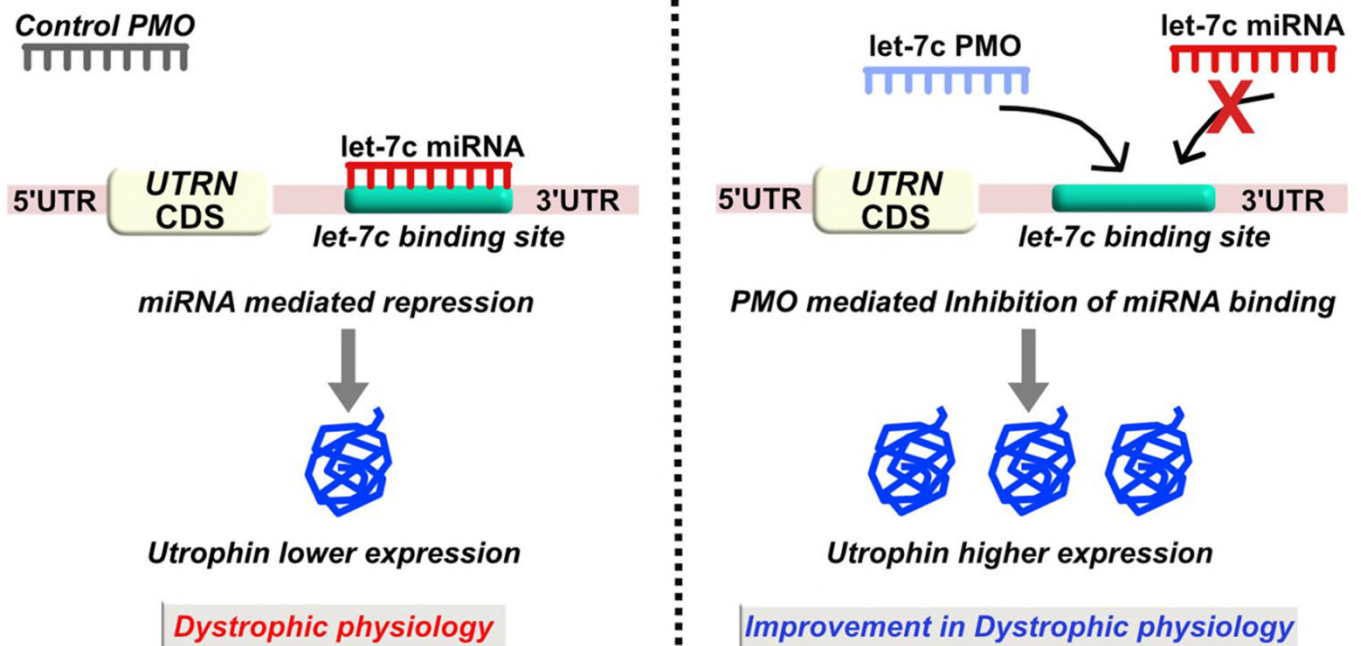 Control PMO
let-7c miRNA
5'UTR
UTRN
CDS
3'UTR
let-7c binding site
miRNA mediated repression
Utrophin lower expression
Dystrophic physiology
let-7c PMO
let-7c miRNA
X
5'UTR
UTRN
CDS
3'UTR
let-7c binding site
PMO mediated Inhibition of miRNA binding
Utrophin higher expression
Improvement in Dystrophic physiology